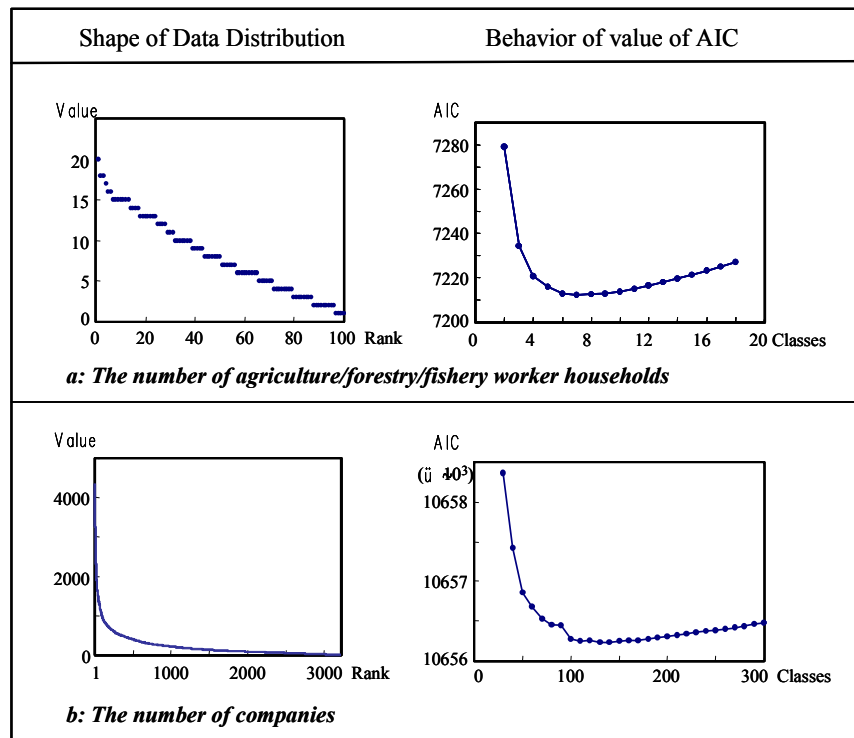 Shape of Data Distribution
Behavior of value of AIC
Value
20
15
10
5
0
0 20 40 60 80 100 Rank
AIC
7280
7260
7240
7220
7200
0 4 8 12 16 20 Classes
a: The number of agriculture/forestry/fishery worker households
Value
4000
2000
0
1 1000 2000 3000 Rank
AIC
(ü 10³)
10658
10657
10656
0 100 200 300 Classes
b: The number of companies